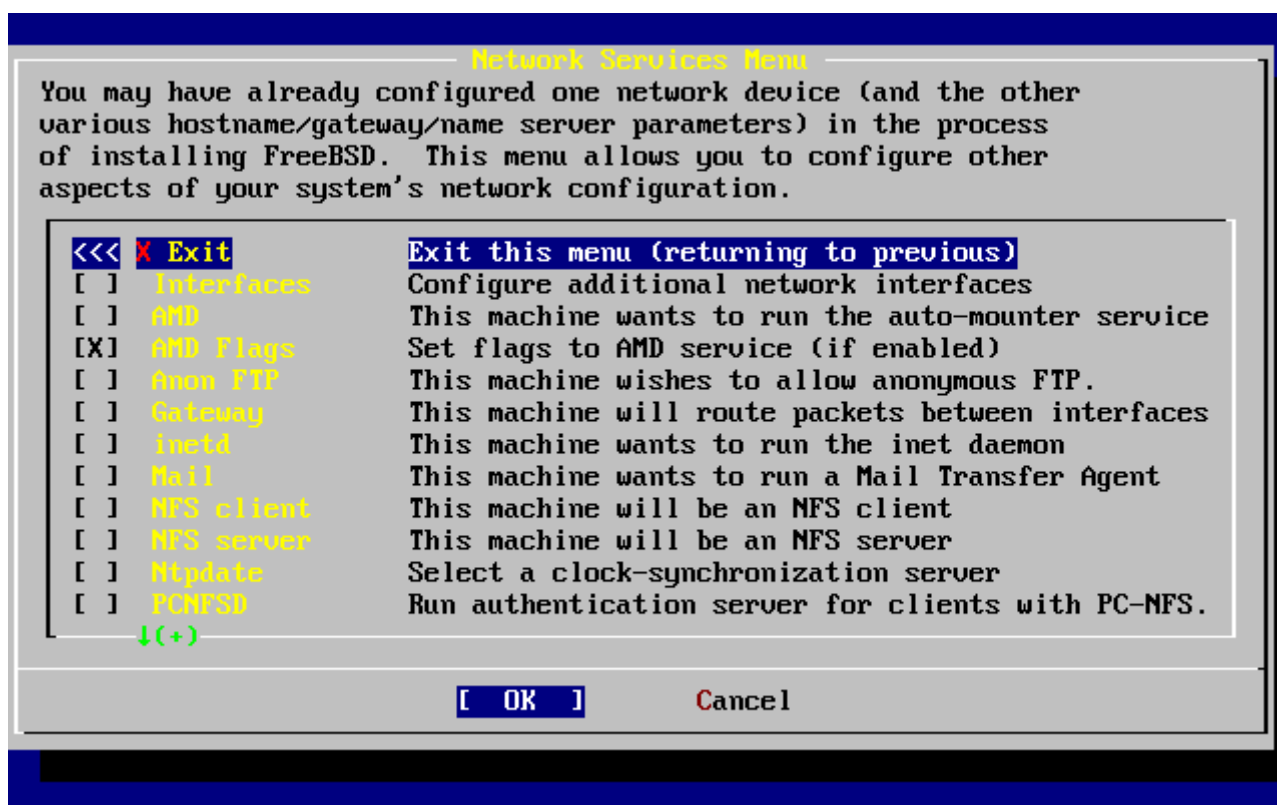 Network Services Menu
You may have already configured one network device (and the other
various hostname/gateway/name server parameters) in the process
of installing FreeBSD.  This menu allows you to configure other
aspects of your system's network configuration.
<<< X Exit Exit this menu (returning to previous)
[ ] Interfaces Configure additional network interfaces
[ ] AMD This machine wants to run the auto-mounter service
[X] AMD Flags Set flags to AMD service (if enabled)
[ ] Anon FTP This machine wishes to allow anonymous FTP.
[ ] Gateway This machine will route packets between interfaces
[ ] inetd This machine wants to run the inet daemon
[ ] Mail This machine wants to run a Mail Transfer Agent
[ ] NFS client This machine will be an NFS client
[ ] NFS server This machine will be an NFS server
[ ] Ntpdate Select a clock-synchronization server
[ ] PCNFSD Run authentication server for clients with PC-NFS.
↓(+)
[ OK ] Cancel